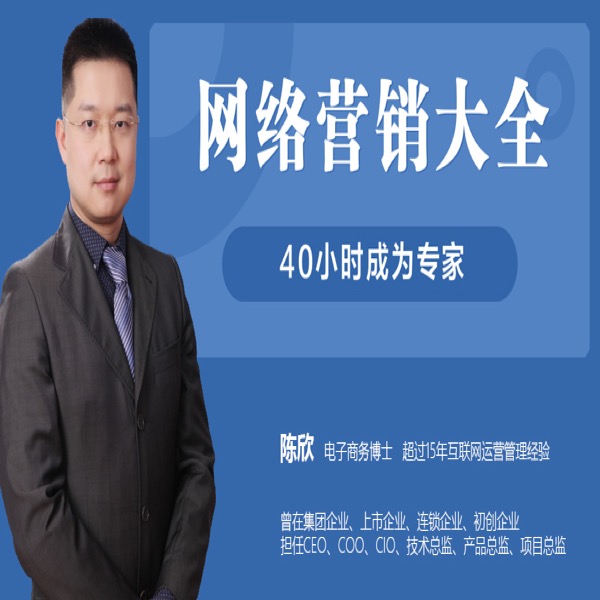 网络营销大全
40小时成为专家
陈欣 电子商务博士 超过15年互联网运营管理经验
曾在集团企业、上市企业、连锁企业、初创企业
担任CEO、COO、CIO、技术总监、产品总监、项目总监